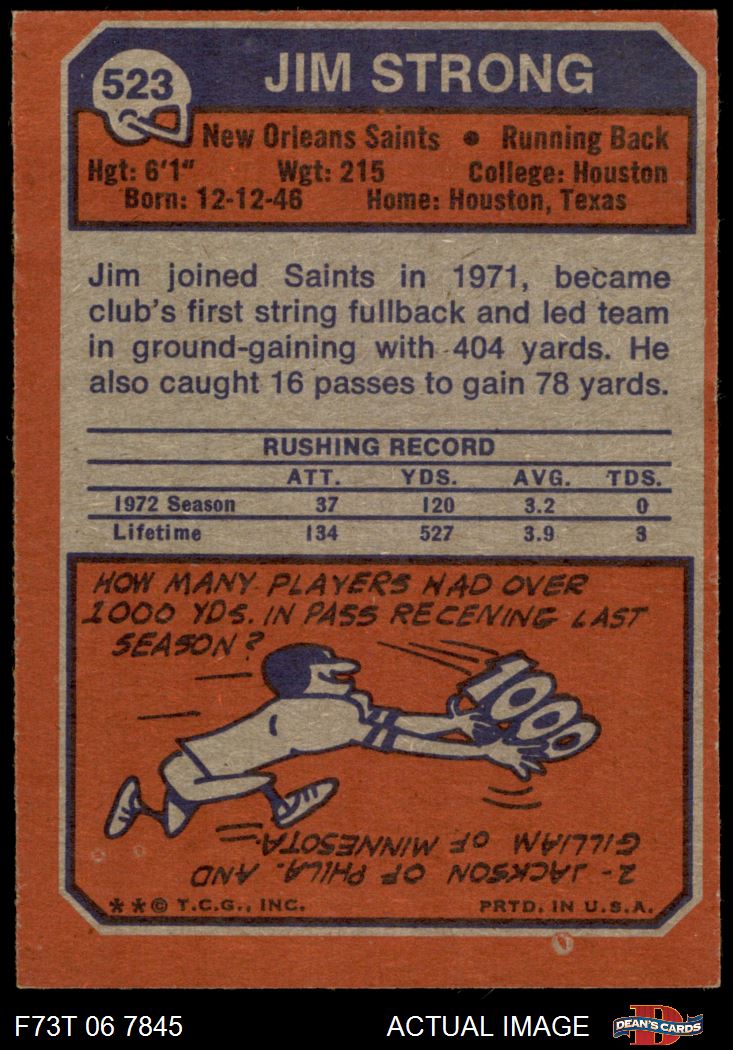 523
JIM STRONG
New Orleans Saints • Running Back
Hgt: 6'1" Wgt: 215 College: Houston
Born: 12-12-46 Home: Houston, Texas
Jim joined Saints in 1971, became
club's first string fullback and led team
in ground-gaining with 404 yards. He
also caught 16 passes to gain 78 yards.
RUSHING RECORD
ATT. YDS. AVG. TDS.
1972 Season 37 120 3.2 0
Lifetime 134 527 3.9 3
HOW MANY PLAYERS HAD OVER
1000 YDS. IN PASS RECEIVING LAST
SEASON?
1000
2-JACKSON OF PHILA. AND
GILLIAM OF MINNESOTA.
**© T.C.G., INC. PRTD. IN U.S.A.
F73T 06 7845 ACTUAL IMAGE
D
DEAN'S CARDS